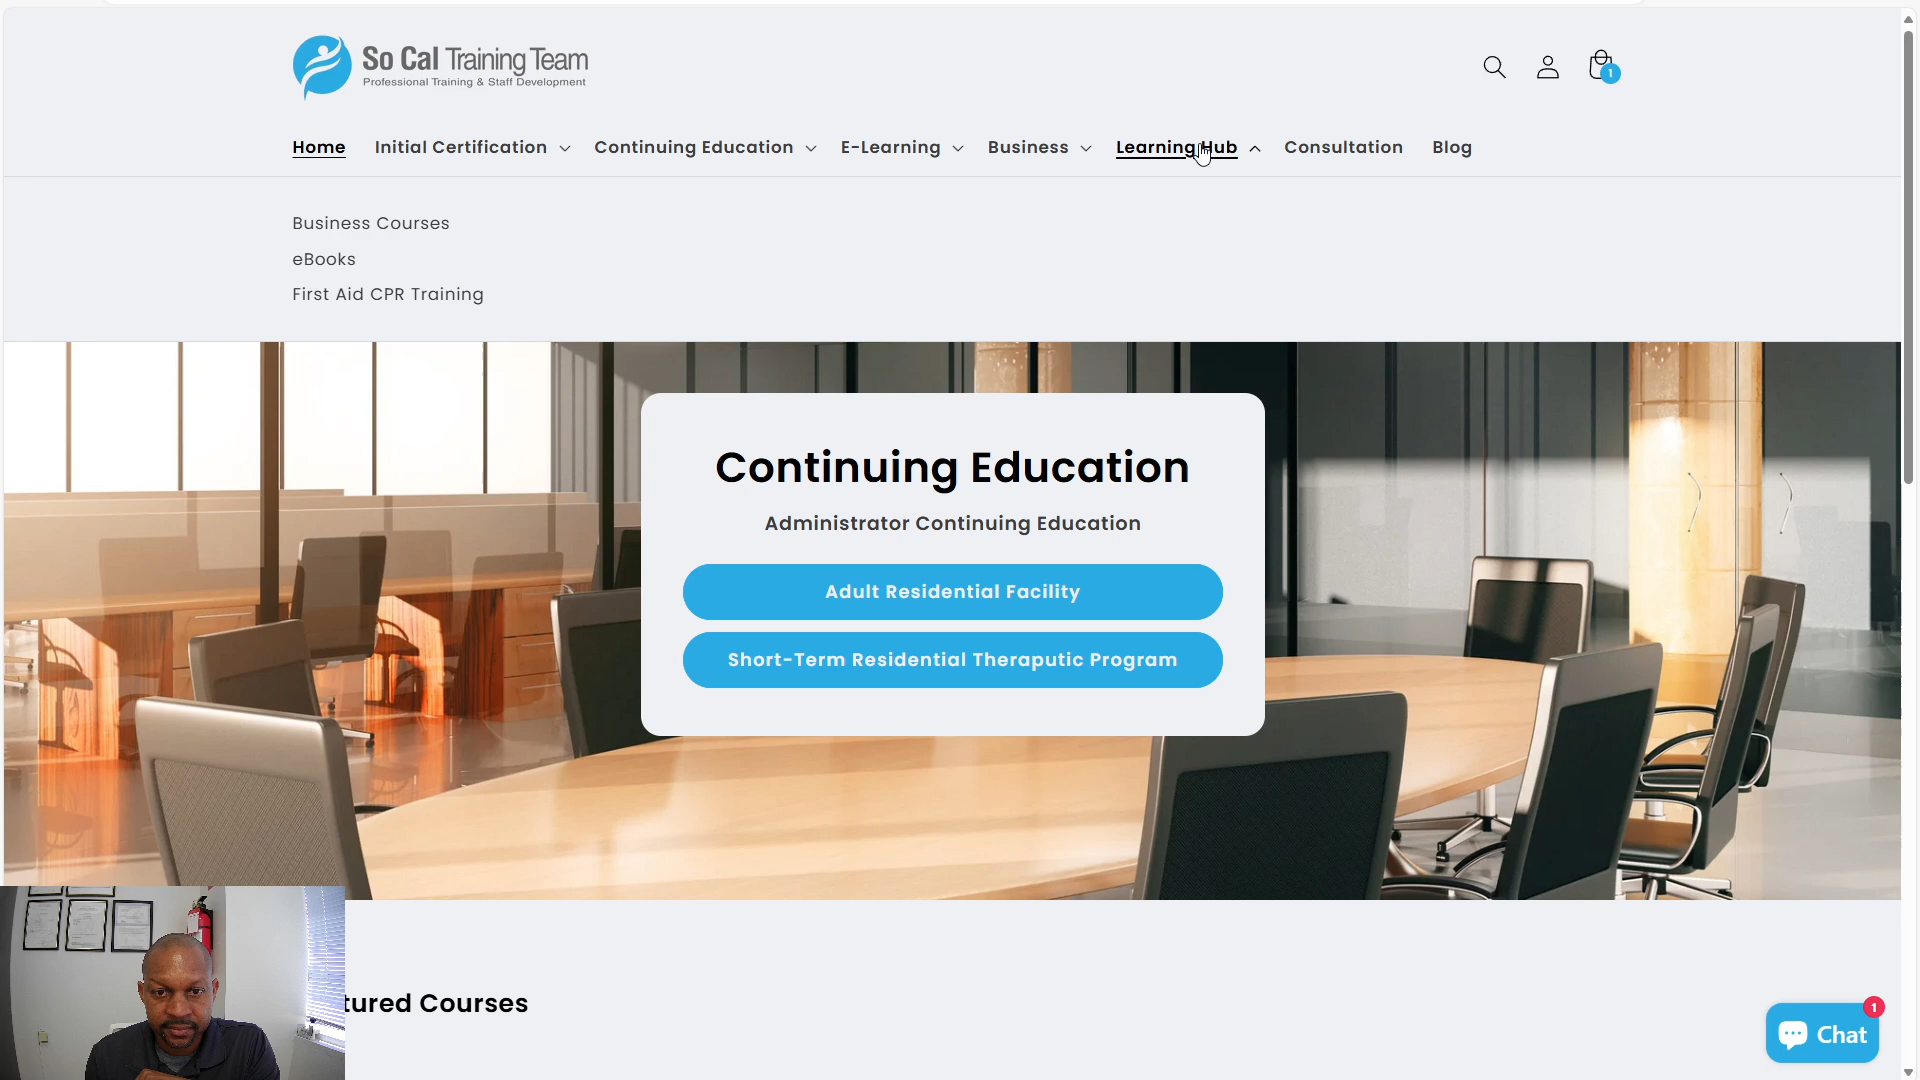 So Cal Training Team
Professional Training & Staff Development
1
Home Initial Certification Continuing Education E-Learning Business Learning Hub Consultation Blog
Business Courses
eBooks
First Aid CPR Training
Continuing Education
Administrator Continuing Education
Adult Residential Facility
Short-Term Residential Theraputic Program
tured Courses
1
Chat